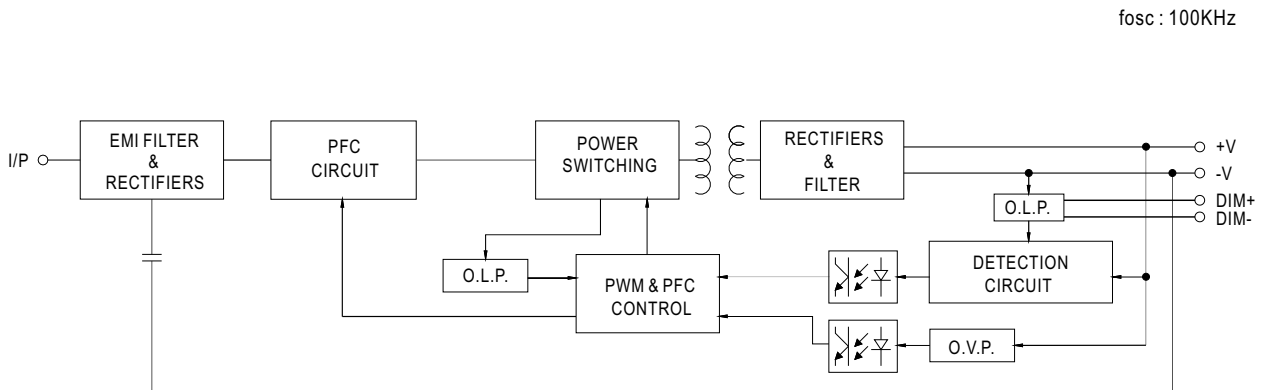 fosc : 100KHz
I/P
EMI FILTER
&
RECTIFIERS
PFC
CIRCUIT
POWER
SWITCHING
RECTIFIERS
&
FILTER
+V
-V
DIM+
DIM-
O.L.P.
O.L.P.
PWM & PFC
CONTROL
DETECTION
CIRCUIT
O.V.P.